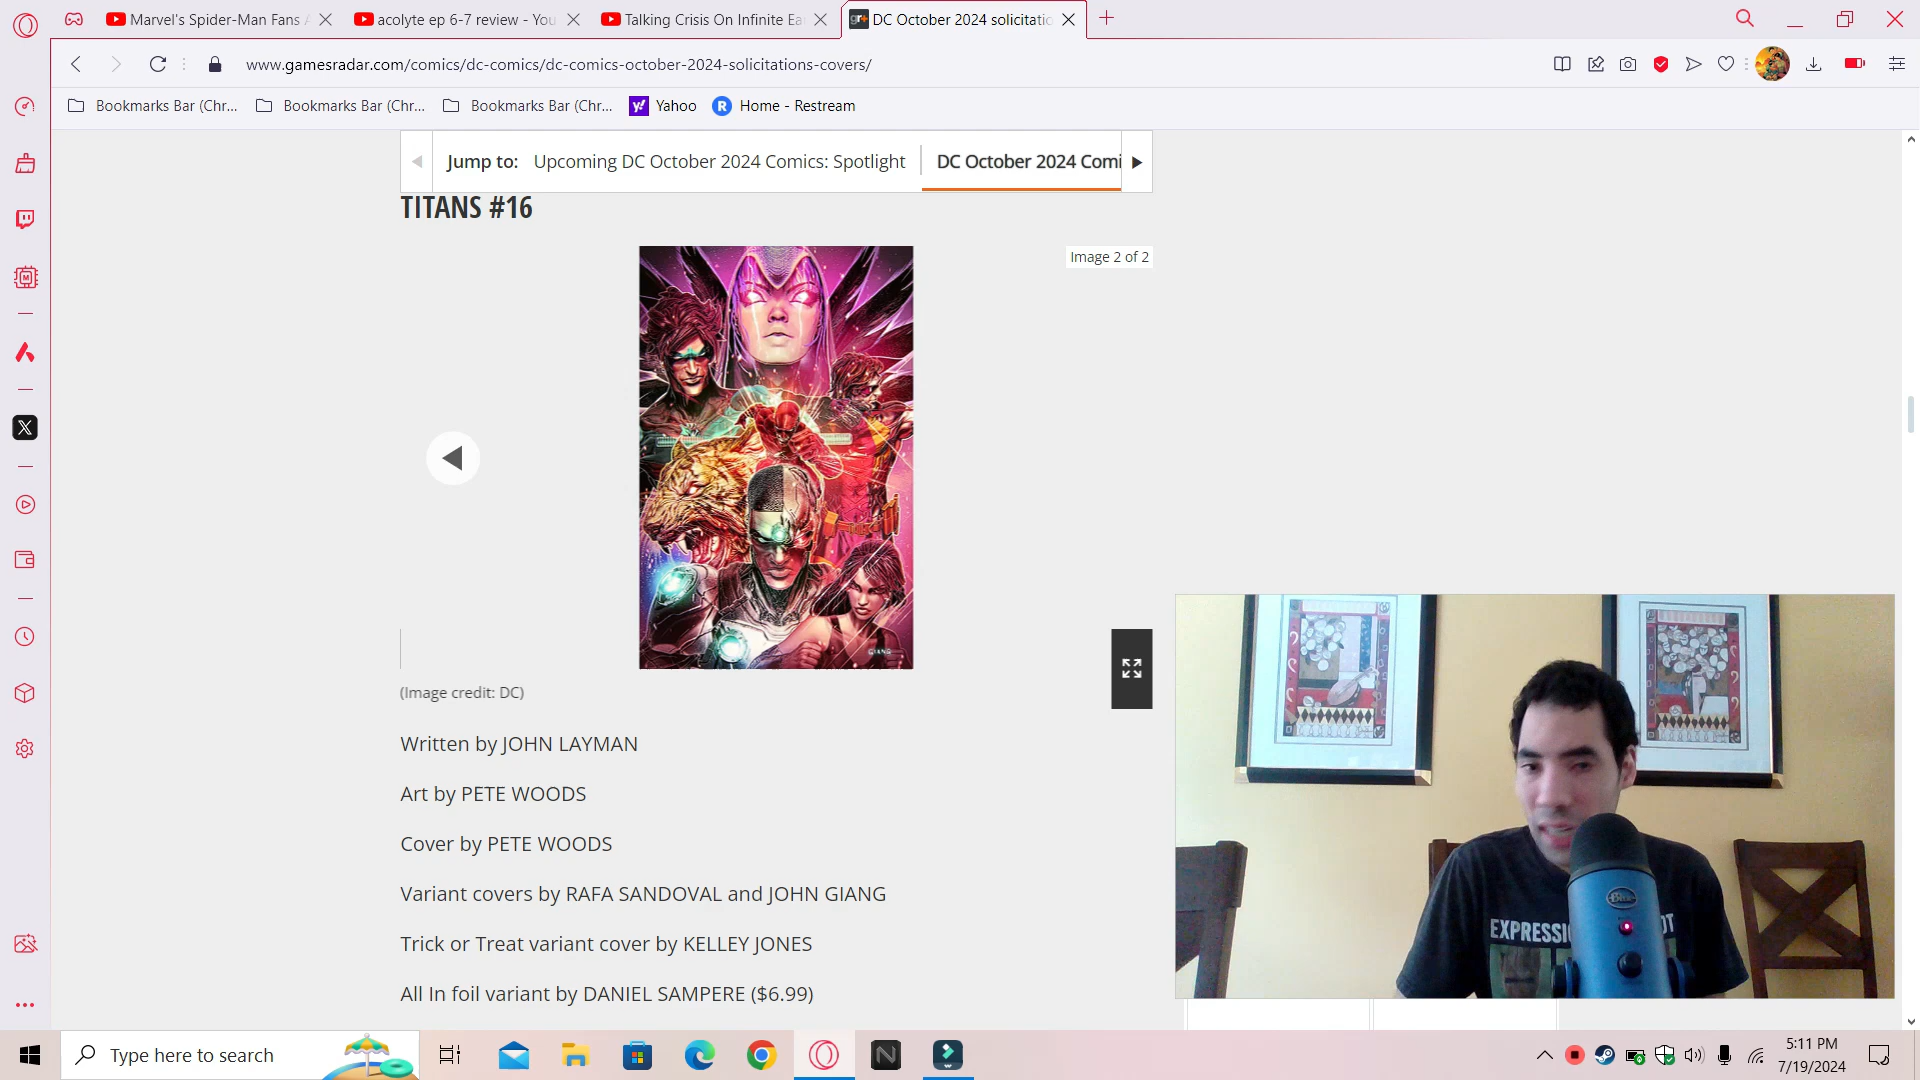 Marvel's Spider-Man Fans
acolyte ep 6-7 review - You
Talking Crisis On Infinite Ea
DC October 2024 solicitatio
www.gamesradar.com/comics/dc-comics/dc-comics-october-2024-solicitations-covers/
Bookmarks Bar (Chr...
Bookmarks Bar (Chr...
Bookmarks Bar (Chr...
Yahoo
Home - Restream
Jump to:
Upcoming DC October 2024 Comics: Spotlight
DC October 2024 Comi
TITANS #16
Image 2 of 2
GIANG
(Image credit: DC)
Written by JOHN LAYMAN
Art by PETE WOODS
Cover by PETE WOODS
Variant covers by RAFA SANDOVAL and JOHN GIANG
Trick or Treat variant cover by KELLEY JONES
All In foil variant by DANIEL SAMPERE ($6.99)
Blue
EXPRESSI
OT
Type here to search
5:11 PM
7/19/2024